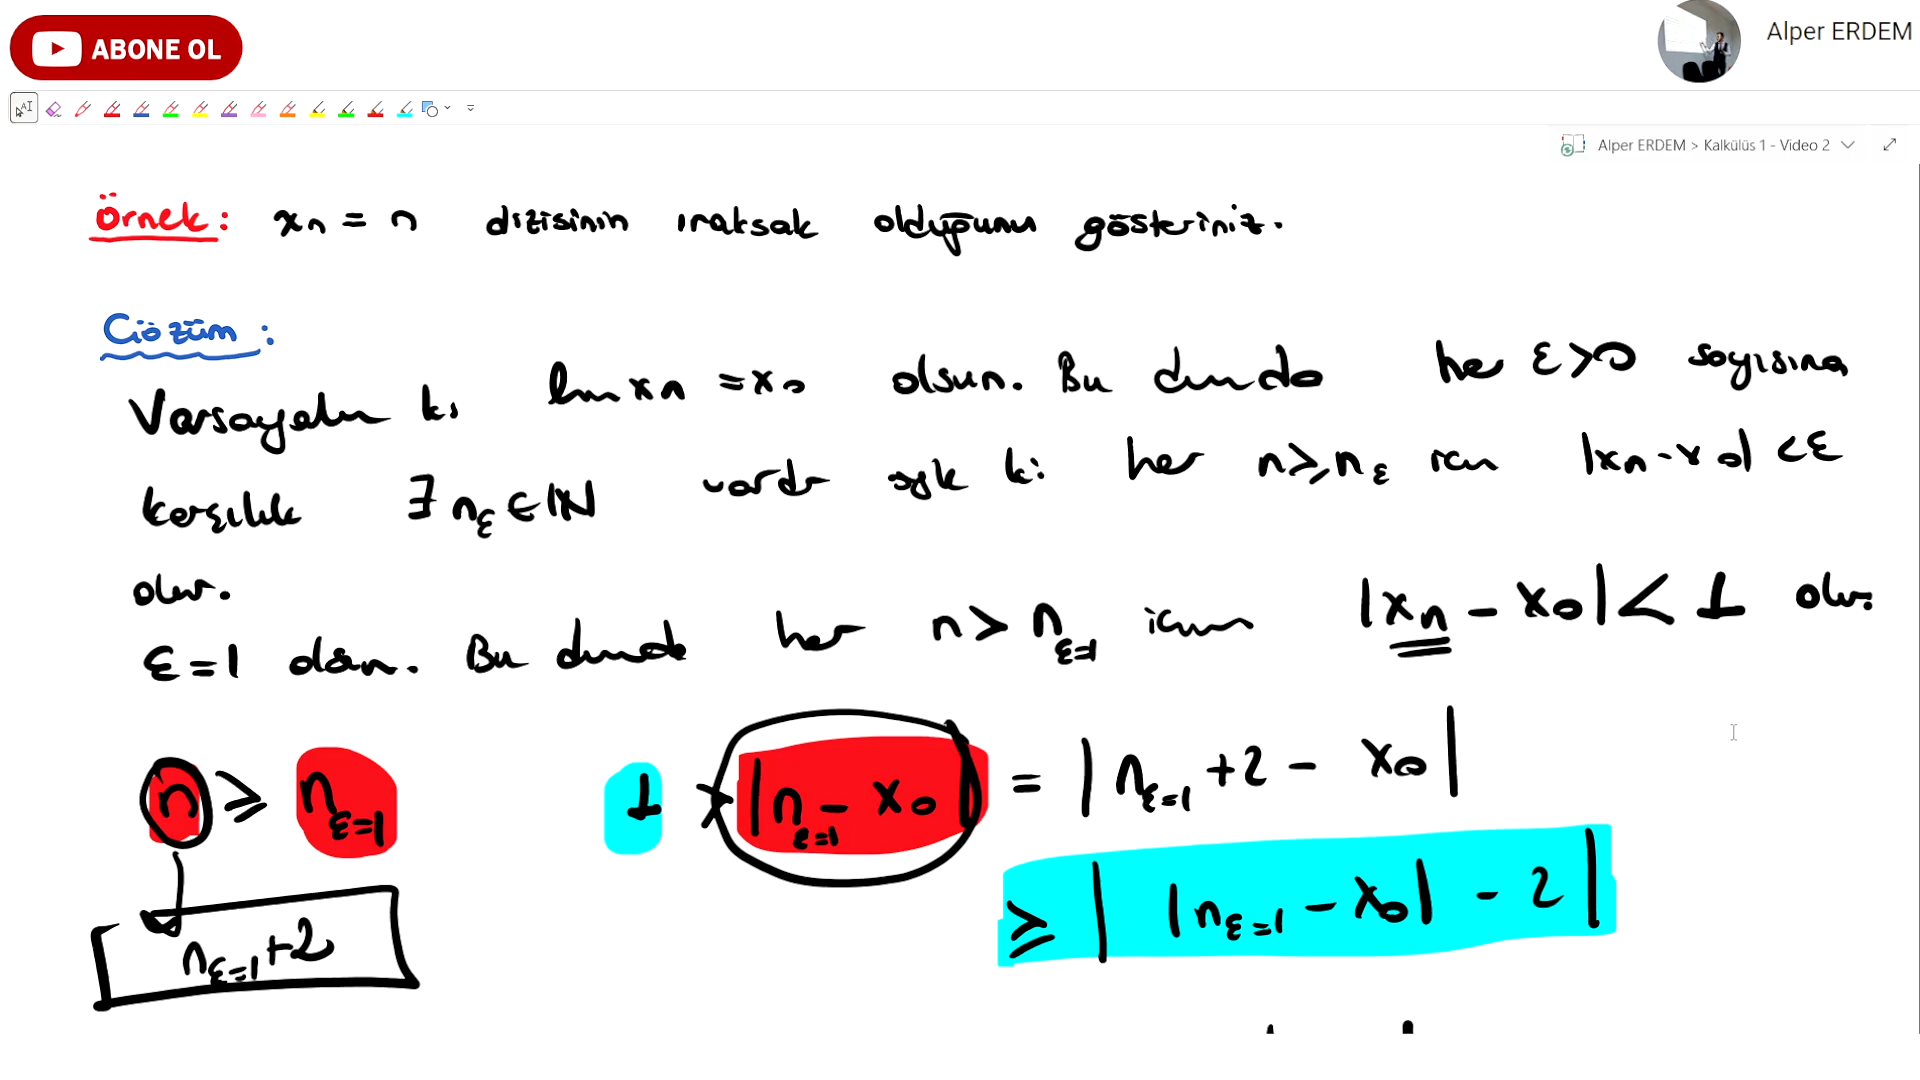 ABONE OL
Alper ERDEM
Alper ERDEM > Kalkülüs 1 - Video 2
Örnek: xn = n dizisinin ıraksak olduğunu gösteriniz.
Çözüm:
Varsayalım ki lim xn = x0 olsun. Bu durumda her ε>0 sayısına
karşılık ∃ nε ∈ ℕ vardır öyle ki her n ≥ nε için |xn - x0| < ε
olur.
ε=1 alalım. Bu durumda her n > nε=1 için |xn - x0| < 1 olur.
n ≥ nε=1 1 > |nε=1 - x0| = |nε=1 + 2 - x0|
≥ | |nε=1 - x0| - 2 |
nε=1 + 2